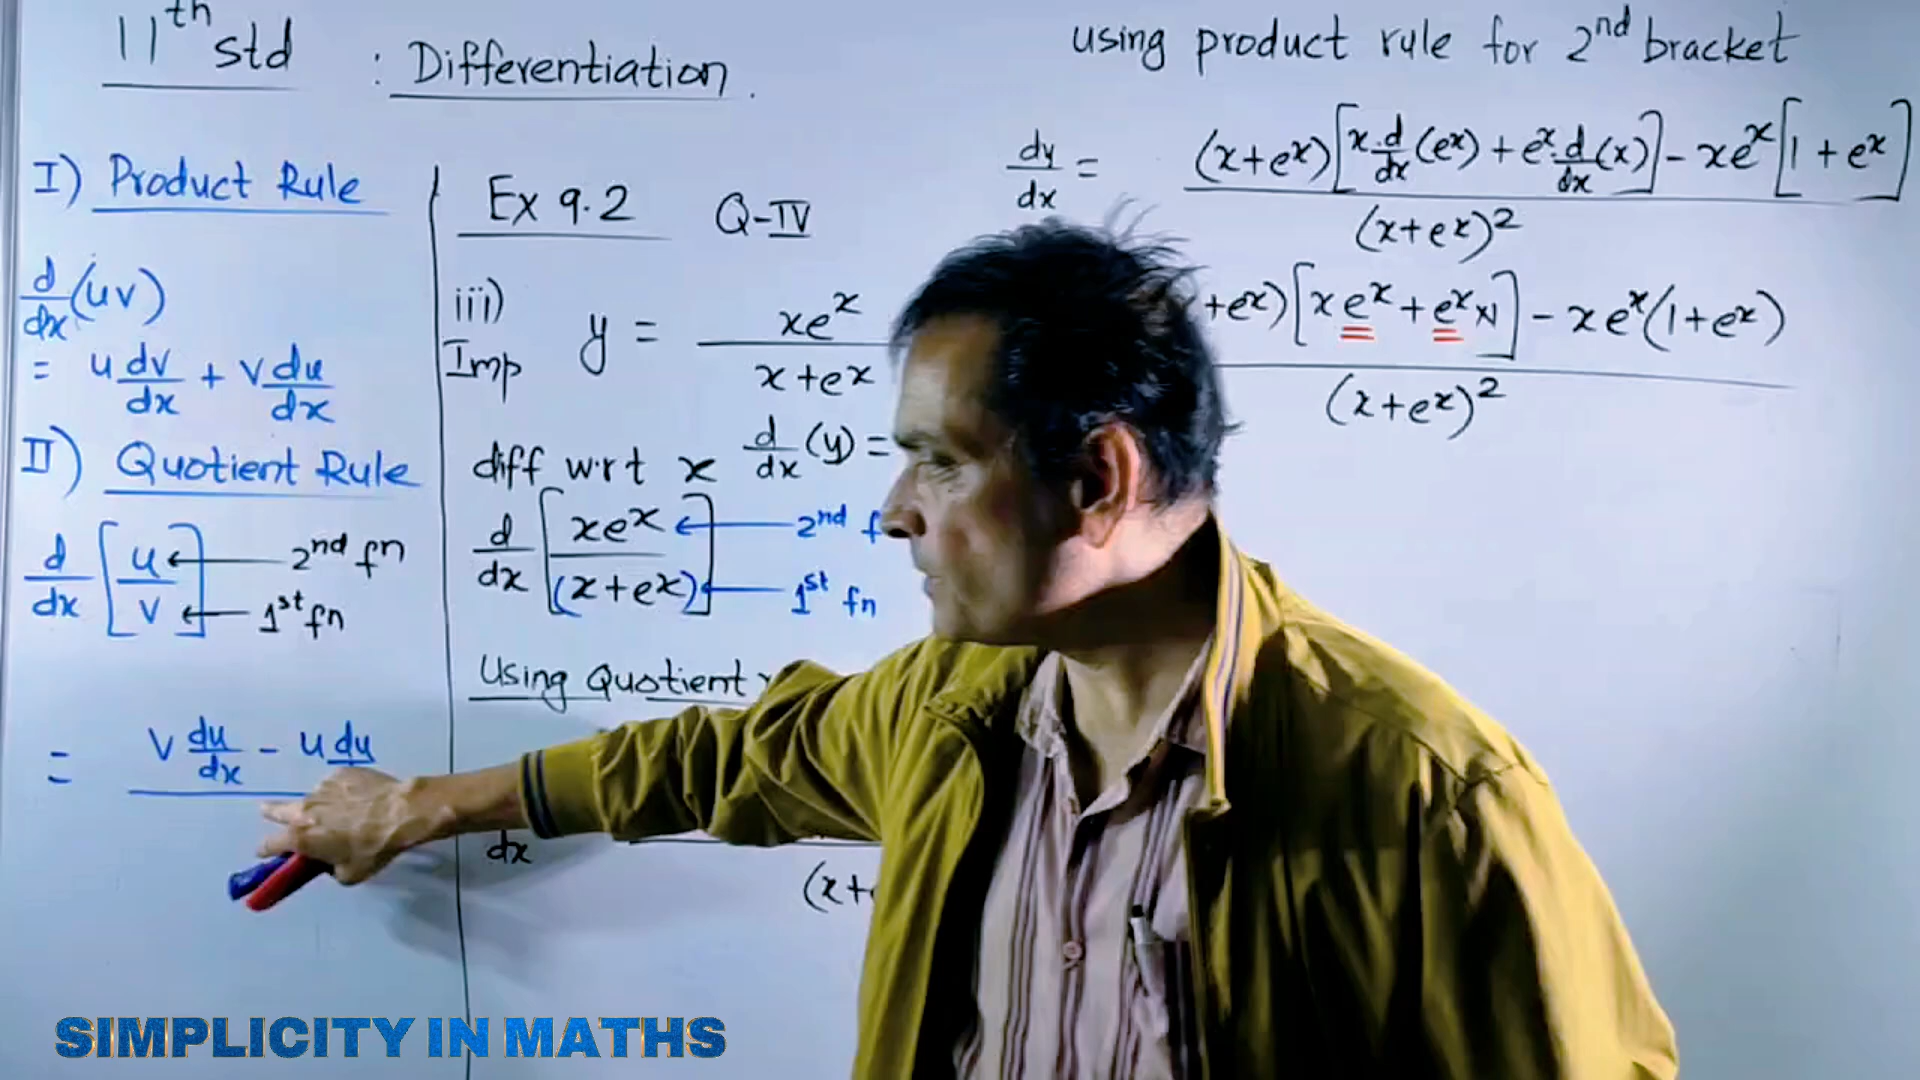 11th std : Differentiation.
I) Product Rule
d/dx (uv)
= u dv/dx + v du/dx
II) Quotient Rule
d/dx [u/v] ← 2nd fn
← 1st fn
= v du/dx - u du
Ex 9.2 Q-IV
iii) Imp y = xe^x / x+e^x
diff w.r.t x d/dx (y) =
d/dx [xe^x / (x+e^x)] ← 2nd f
← 1st fn
Using Quotient
dx
(x+
using product rule for 2nd bracket
dy/dx = (x+e^x)[x.d/dx(e^x) + e^x.d/dx(x)] - xe^x[1+e^x] / (x+e^x)^2
+e^x)[x e^x + e^x x1] - x e^x(1+e^x) / (x+e^x)^2
SIMPLICITY IN MATHS